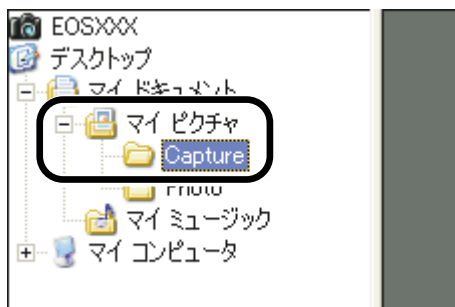 EOSXXX
デスクトップ
マイ ドキュメント
マイ ピクチャ
Capture
Photo
マイ ミュージック
マイ コンピュータ